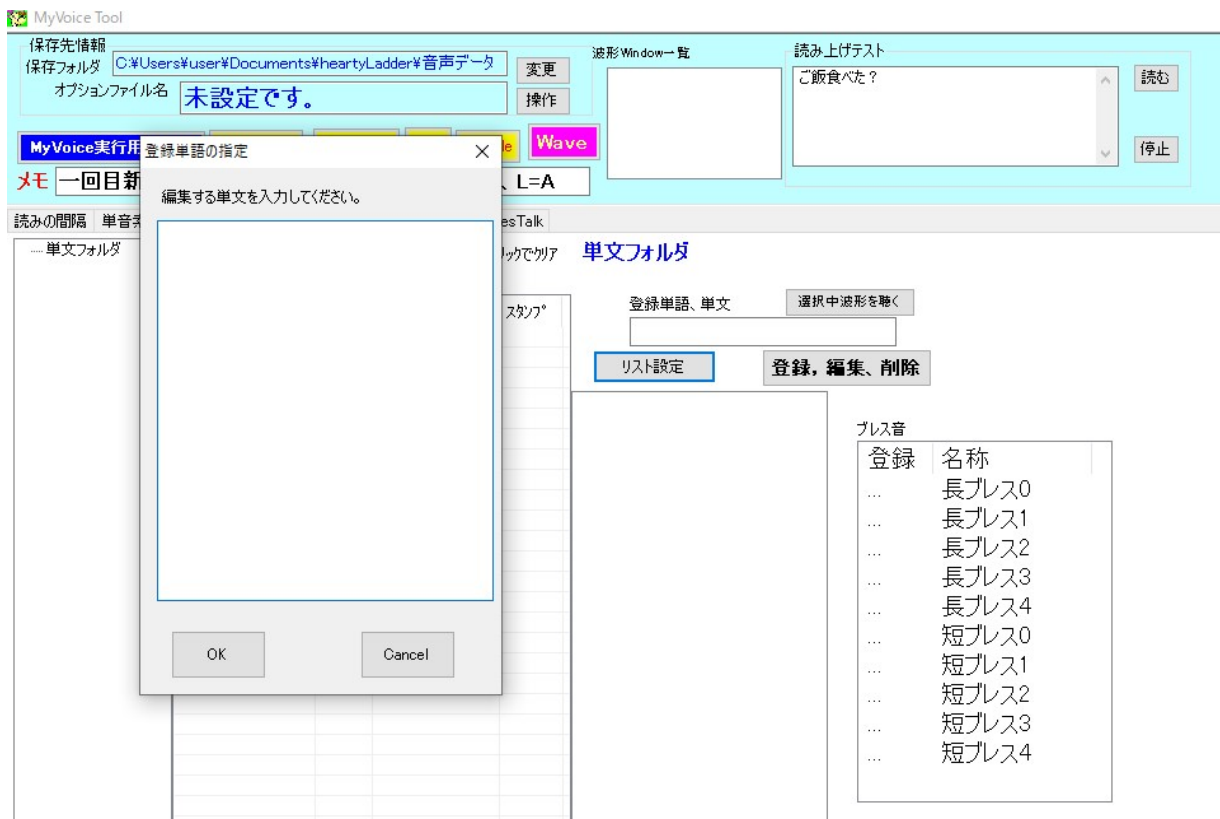 MyVoice Tool
保存先情報
保存フォルダ C:¥Users¥user¥Documents¥heartyLadder¥音声データ 変更
オプションファイル名 未設定です。 操作
波形Window一覧
読み上げテスト
ご飯食べた？
読む
停止
MyVoice実行用
Wave
メモ 一回目新
、L=A
読みの間隔 単音
esTalk
単文フォルダ
ックでクリア
単文フォルダ
登録単語の指定
編集する単文を入力してください。
OK Cancel
スタンプ
登録単語、単文 選択中波形を聴く
リスト設定 登録，編集、削除
ブレス音
登録 名称
... 長ブレス0
... 長ブレス1
... 長ブレス2
... 長ブレス3
... 長ブレス4
... 短ブレス0
... 短ブレス1
... 短ブレス2
... 短ブレス3
... 短ブレス4